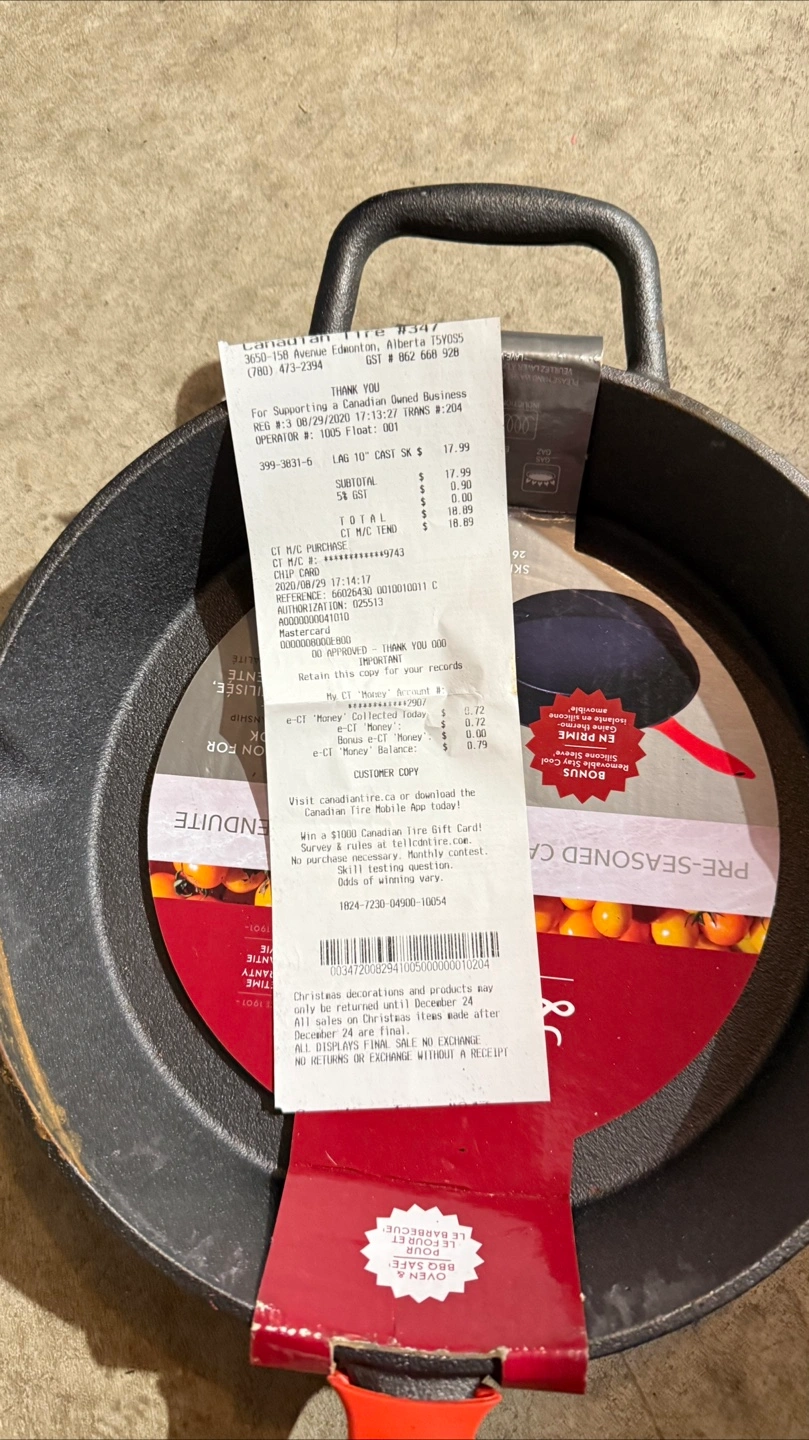 Canadian Tire #347
3650-158 Avenue Edmonton, Alberta T5Y0S5
(780) 473-2394 GST # 862 668 928
THANK YOU
For Supporting a Canadian Owned Business
REG #:3 08/29/2020 17:13:27 TRANS #:204
OPERATOR #: 1005 Float: 001
399-3831-6 LAG 10" CAST SK $ 17.99
SUBTOTAL $ 17.99
5% GST $ 0.90
$ 0.00
T O T A L $ 18.89
CT M/C TEND $ 18.89
CT M/C PURCHASE
CT M/C #: ************9743
CHIP CARD
2020/08/29 17:14:17
REFERENCE: 66026430 0010010011 C
AUTHORIZATION: 025513
A0000000041010
Mastercard
0000008000E800
00 APPROVED - THANK YOU 000
IMPORTANT
Retain this copy for your records
My CT 'Money' Account #:
************2907
e-CT 'Money' Collected Today $ 0.72
e-CT 'Money': $ 0.72
Bonus e-CT 'Money': $ 0.00
e-CT 'Money' Balance: $ 0.79
CUSTOMER COPY
Visit canadiantire.ca or download the
Canadian Tire Mobile App today!
Win a $1000 Canadian Tire Gift Card!
Survey & rules at tellcdntire.com.
No purchase necessary. Monthly contest.
Skill testing question.
Odds of winning vary.
1824-7230-04900-10054
00347200829410050000000010204
Christmas decorations and products may
only be returned until December 24
All sales on Christmas items made after
December 24 are final.
ALL DISPLAYS FINAL SALE NO EXCHANGE
NO RETURNS OR EXCHANGE WITHOUT A RECEIPT
OVEN &
BBQ SAFE*
POUR
LE FOUR ET
LE BARBECUE*
PRE-SEASONED CA
ENDUITE
BONUS
Removable Stay Cool
Silicone Sleeve*
EN PRIME
Gaine thermo-
isolante en silicone
amovible*
GAS
GAZ